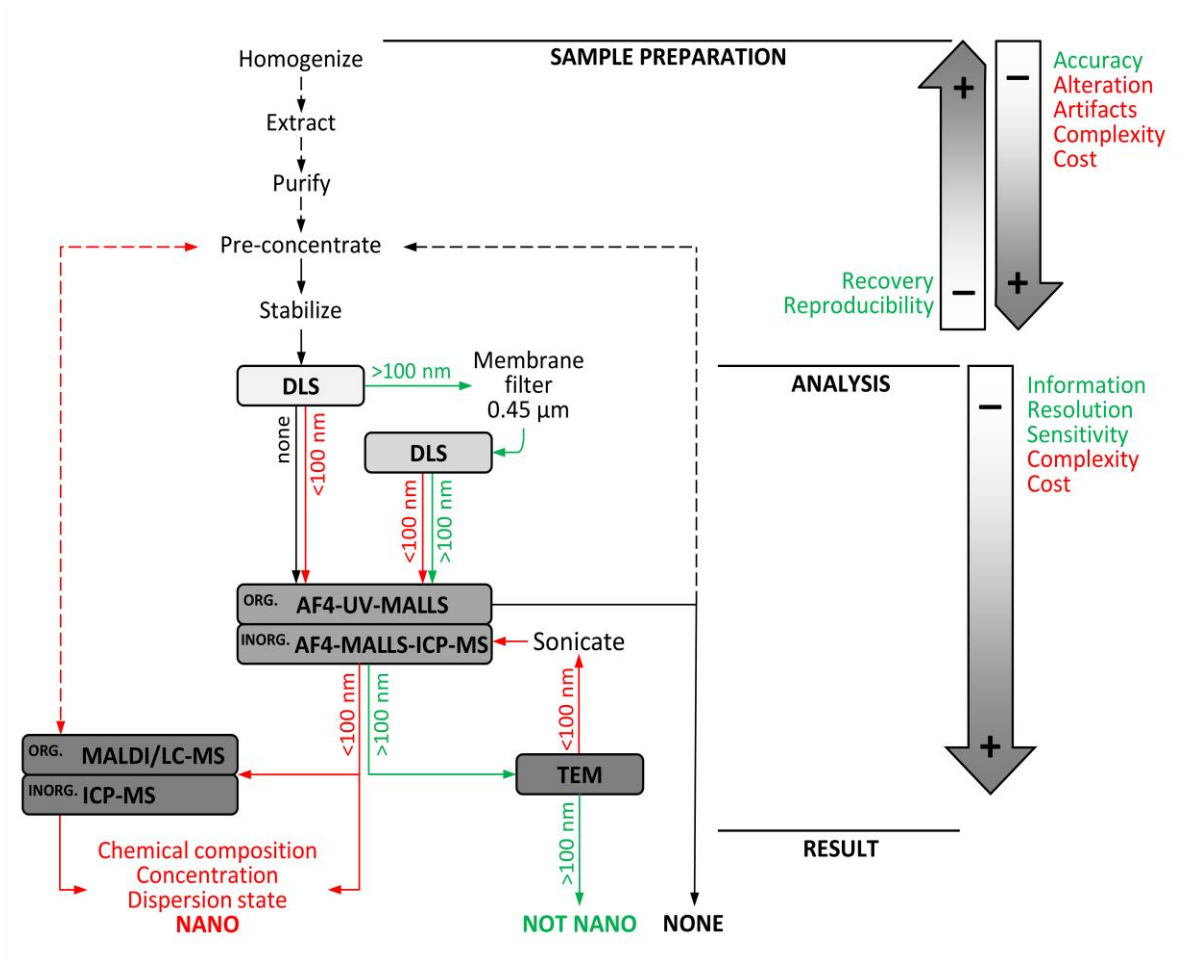 Homogenize
SAMPLE PREPARATION
Extract
Purify
Pre-concentrate
Stabilize
+
−
Accuracy
Alteration
Artifacts
Complexity
Cost
Recovery
Reproducibility
−
+
DLS
>100 nm
Membrane
filter
0.45 µm
none
<100 nm
DLS
<100 nm
>100 nm
ANALYSIS
−
Information
Resolution
Sensitivity
Complexity
Cost
+
ORG. AF4-UV-MALLS
INORG. AF4-MALLS-ICP-MS
Sonicate
<100 nm
>100 nm
<100 nm
ORG. MALDI/LC-MS
INORG. ICP-MS
TEM
>100 nm
RESULT
Chemical composition
Concentration
Dispersion state
NANO
NOT NANO
NONE